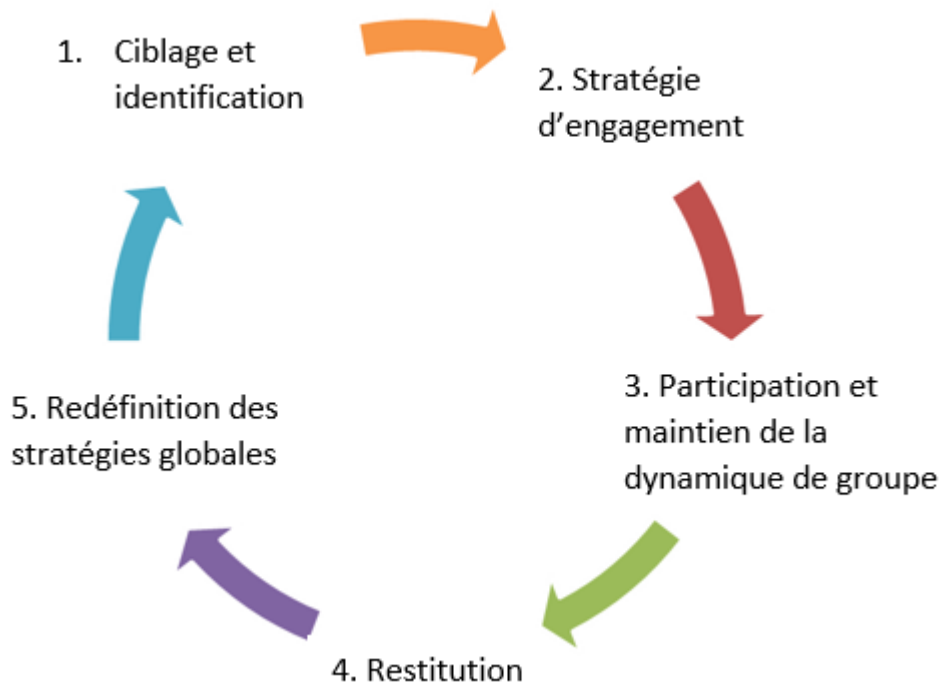 1. Ciblage et
identification
2. Stratégie
d’engagement
3. Participation et
maintien de la
dynamique de groupe
4. Restitution
5. Redéfinition des
stratégies globales